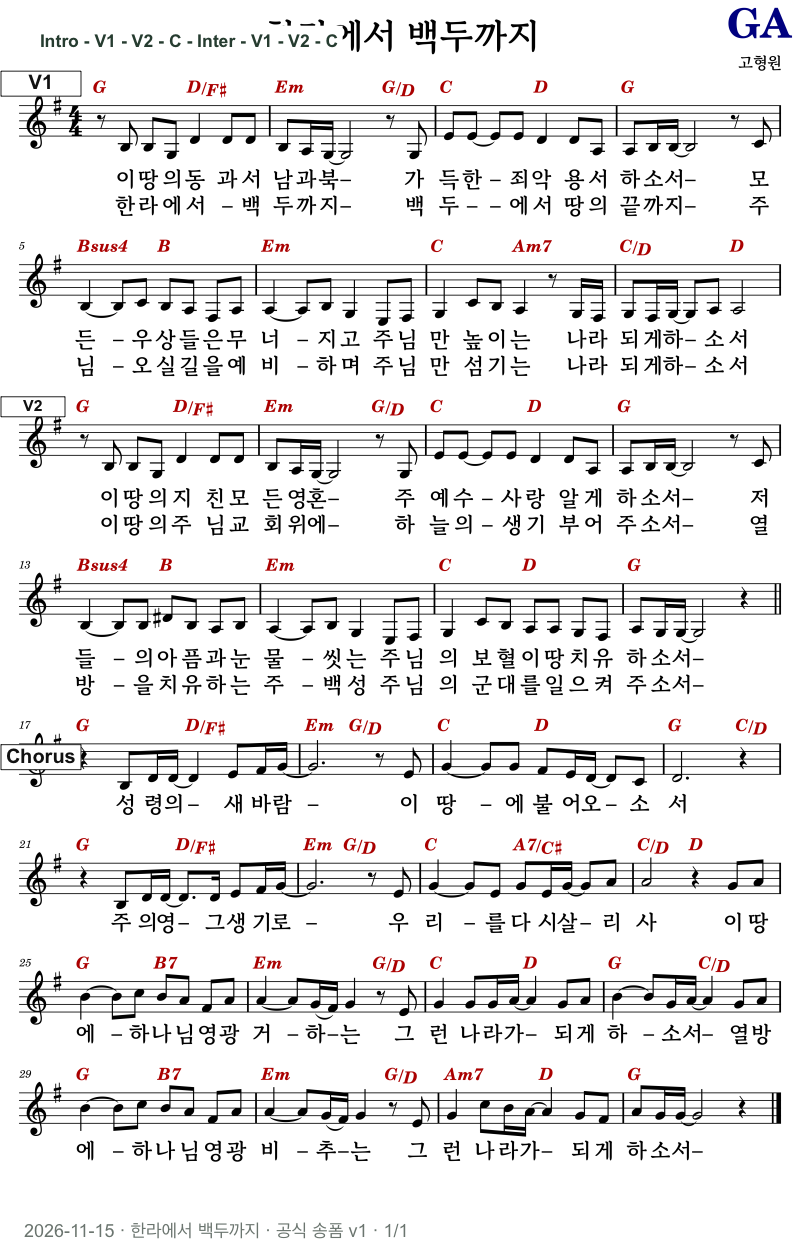 GA
에서 백두까지
Intro - V1 - V2 - C - Inter - V1 - V2 - C
고형원
V1
G D/F♯ Em G/D C D G
이 땅 의 동 과 서 남 과 북 – 가 득 한 – 죄 악 용 서 하 소 서 – 모
한 라 에 서 – 백 두 까 지 – 백 두 – – 에 서 땅 의 끝 까 지 – 주
5
Bsus4 B Em C Am7 C/D D
든 – 우 상 들 은 무 너 – 지 고 주 님 만 높 이 는 나 라 되 게 하 – 소 서
님 – 오 실 길 을 예 비 – 하 며 주 님 만 섬 기 는 나 라 되 게 하 – 소 서
V2
G D/F♯ Em G/D C D G
이 땅 의 지 친 모 든 영 혼 – 주 예 수 – 사 랑 알 게 하 소 서 – 저
이 땅 의 주 님 교 회 위 에 – 하 늘 의 – 생 기 부 어 주 소 서 – 열
13
Bsus4 B Em C D G
들 – 의 아 픔 과 눈 물 – 씻 는 주 님 의 보 혈 이 땅 치 유 하 소 서 –
방 – 을 치 유 하 는 주 – 백 성 주 님 의 군 대 를 일 으 켜 주 소 서 –
17
G D/F♯ Em G/D C D G C/D
Chorus
성 령 의 – 새 바 람 – 이 땅 – 에 불 어 오 – 소 서
21
G D/F♯ Em G/D C A7/C♯ C/D D
주 의 영 – 그 생 기 로 – 우 리 – 를 다 시 살 – 리 사 이 땅
25
G B7 Em G/D C D G C/D
에 – 하 나 님 영 광 거 – 하 – 는 그 런 나 라 가 – 되 게 하 – 소 서 – 열 방
29
G B7 Em G/D Am7 D G
에 – 하 나 님 영 광 비 – 추 – 는 그 런 나 라 가 – 되 게 하 소 서 –
2026-11-15 · 한라에서 백두까지 · 공식 송폼 v1 · 1/1